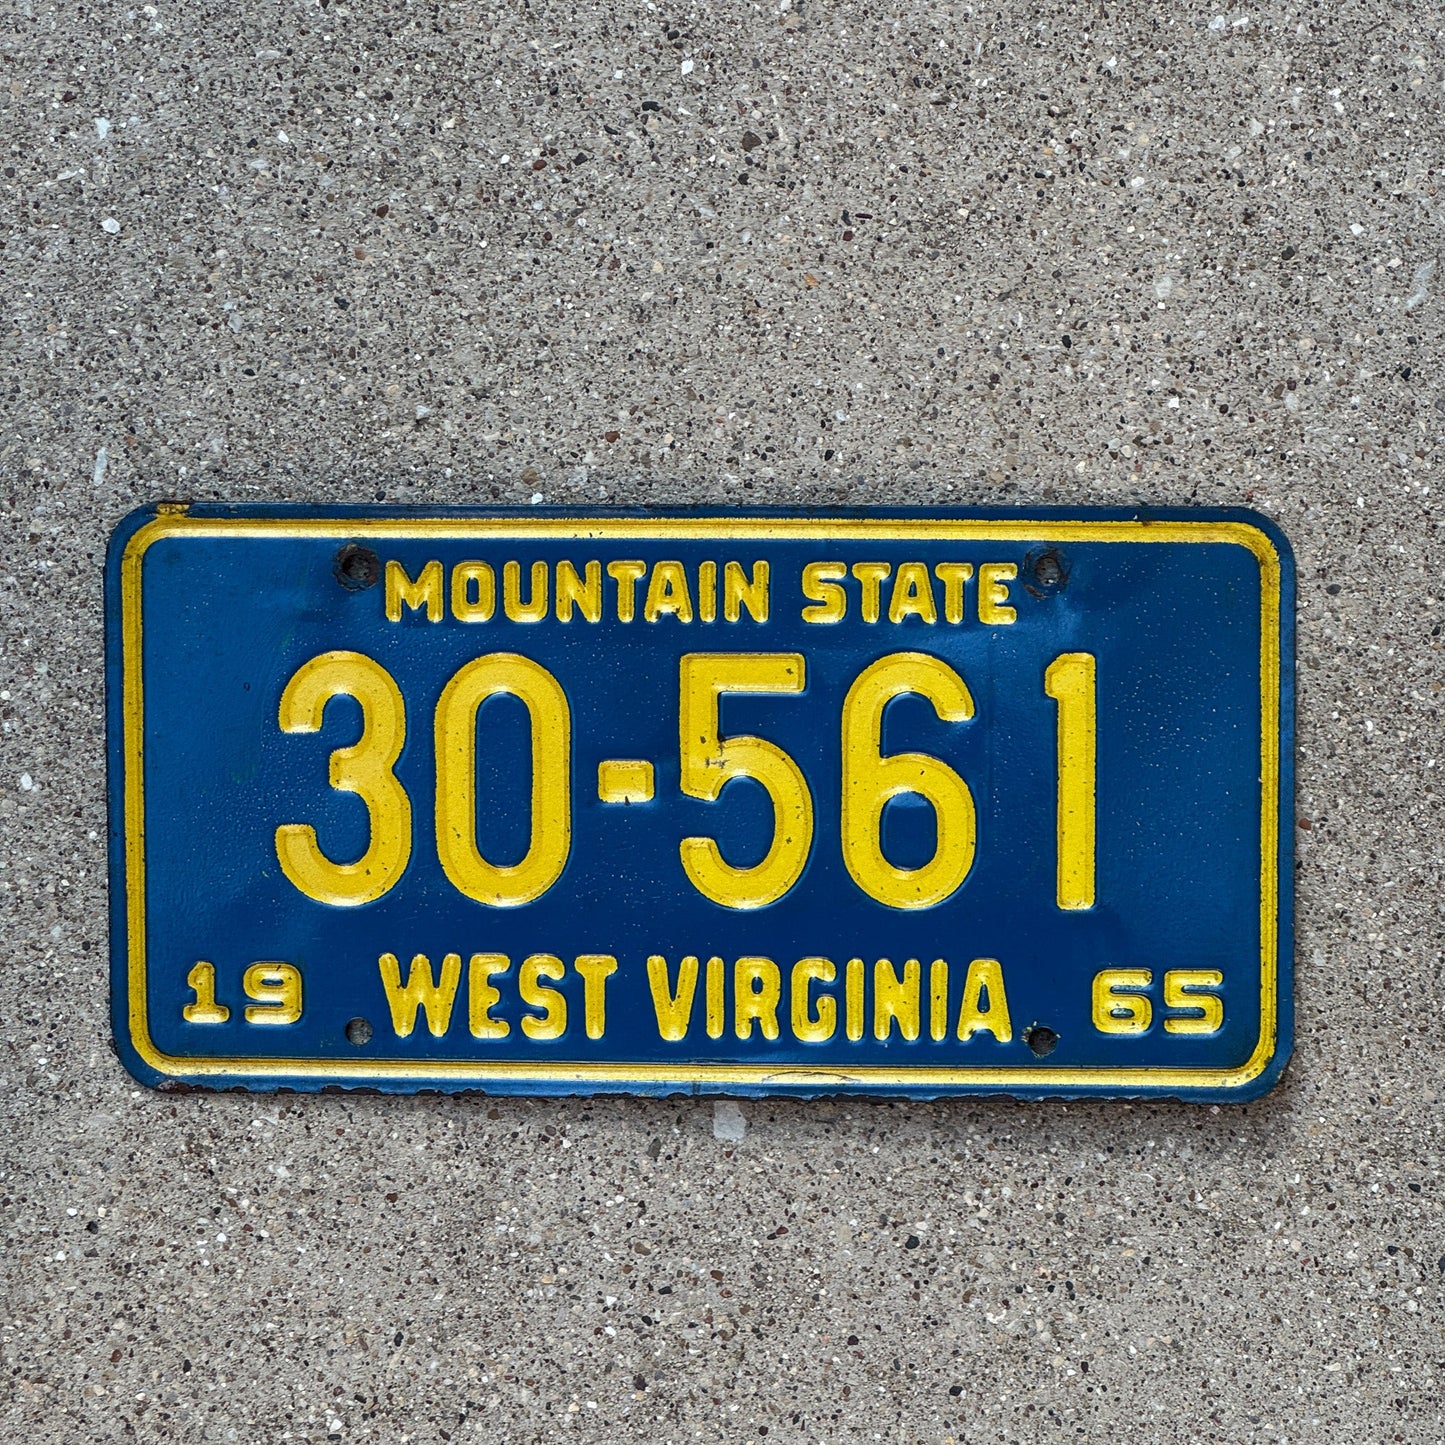 MOUNTAIN STATE
30-561
19 WEST VIRGINIA 65